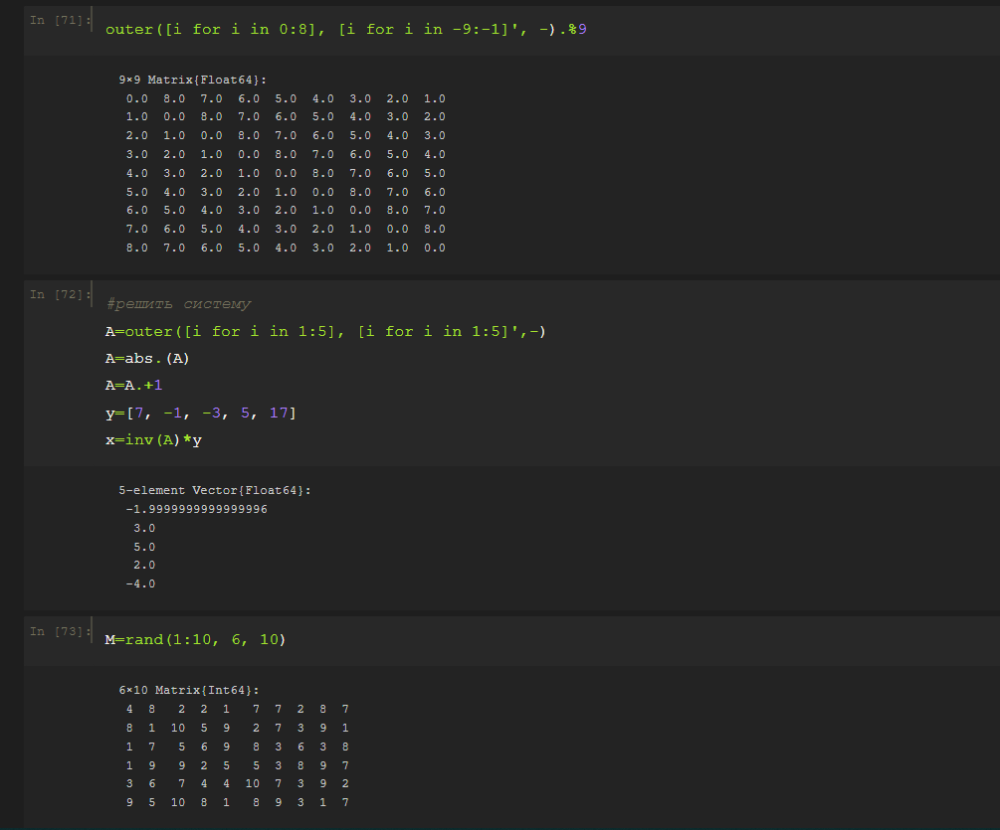 In [71]:
outer([i for i in 0:8], [i for i in -9:-1]', -).%9
9×9 Matrix{Float64}:
0.0 8.0 7.0 6.0 5.0 4.0 3.0 2.0 1.0
1.0 0.0 8.0 7.0 6.0 5.0 4.0 3.0 2.0
2.0 1.0 0.0 8.0 7.0 6.0 5.0 4.0 3.0
3.0 2.0 1.0 0.0 8.0 7.0 6.0 5.0 4.0
4.0 3.0 2.0 1.0 0.0 8.0 7.0 6.0 5.0
5.0 4.0 3.0 2.0 1.0 0.0 8.0 7.0 6.0
6.0 5.0 4.0 3.0 2.0 1.0 0.0 8.0 7.0
7.0 6.0 5.0 4.0 3.0 2.0 1.0 0.0 8.0
8.0 7.0 6.0 5.0 4.0 3.0 2.0 1.0 0.0
In [72]:
#решить систему
A=outer([i for i in 1:5], [i for i in 1:5]',-)
A=abs.(A)
A=A.+1
y=[7, -1, -3, 5, 17]
x=inv(A)*y
5-element Vector{Float64}:
-1.9999999999999996
3.0
5.0
2.0
-4.0
In [73]:
M=rand(1:10, 6, 10)
6×10 Matrix{Int64}:
4 8 2 2 1 7 7 2 8 7
8 1 10 5 9 2 7 3 9 1
1 7 5 6 9 8 3 6 3 8
1 9 9 2 5 5 3 8 9 7
3 6 7 4 4 10 7 3 9 2
9 5 10 8 1 8 9 3 1 7